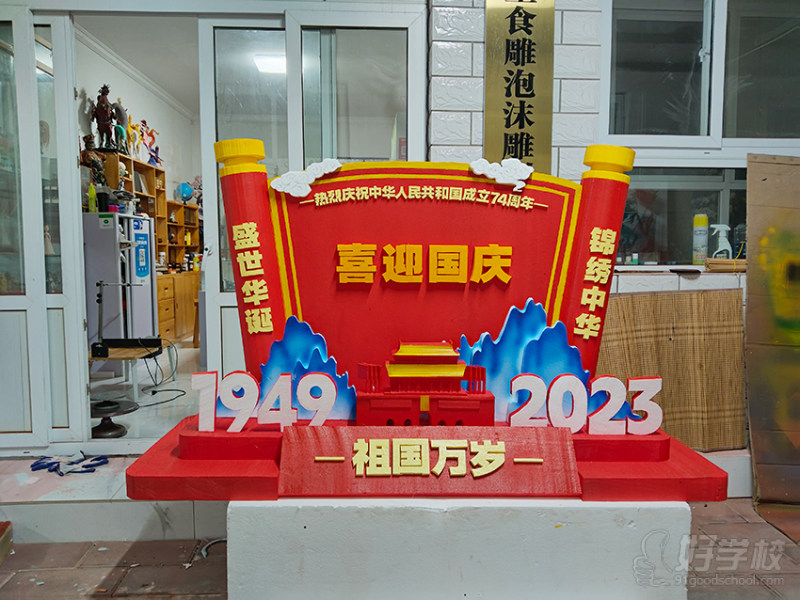 食雕泡沫雕
热烈庆祝中华人民共和国成立74周年
喜迎国庆
盛世华诞
锦绣中华
1949
2023
祖国万岁
好学校
91goodschool.com